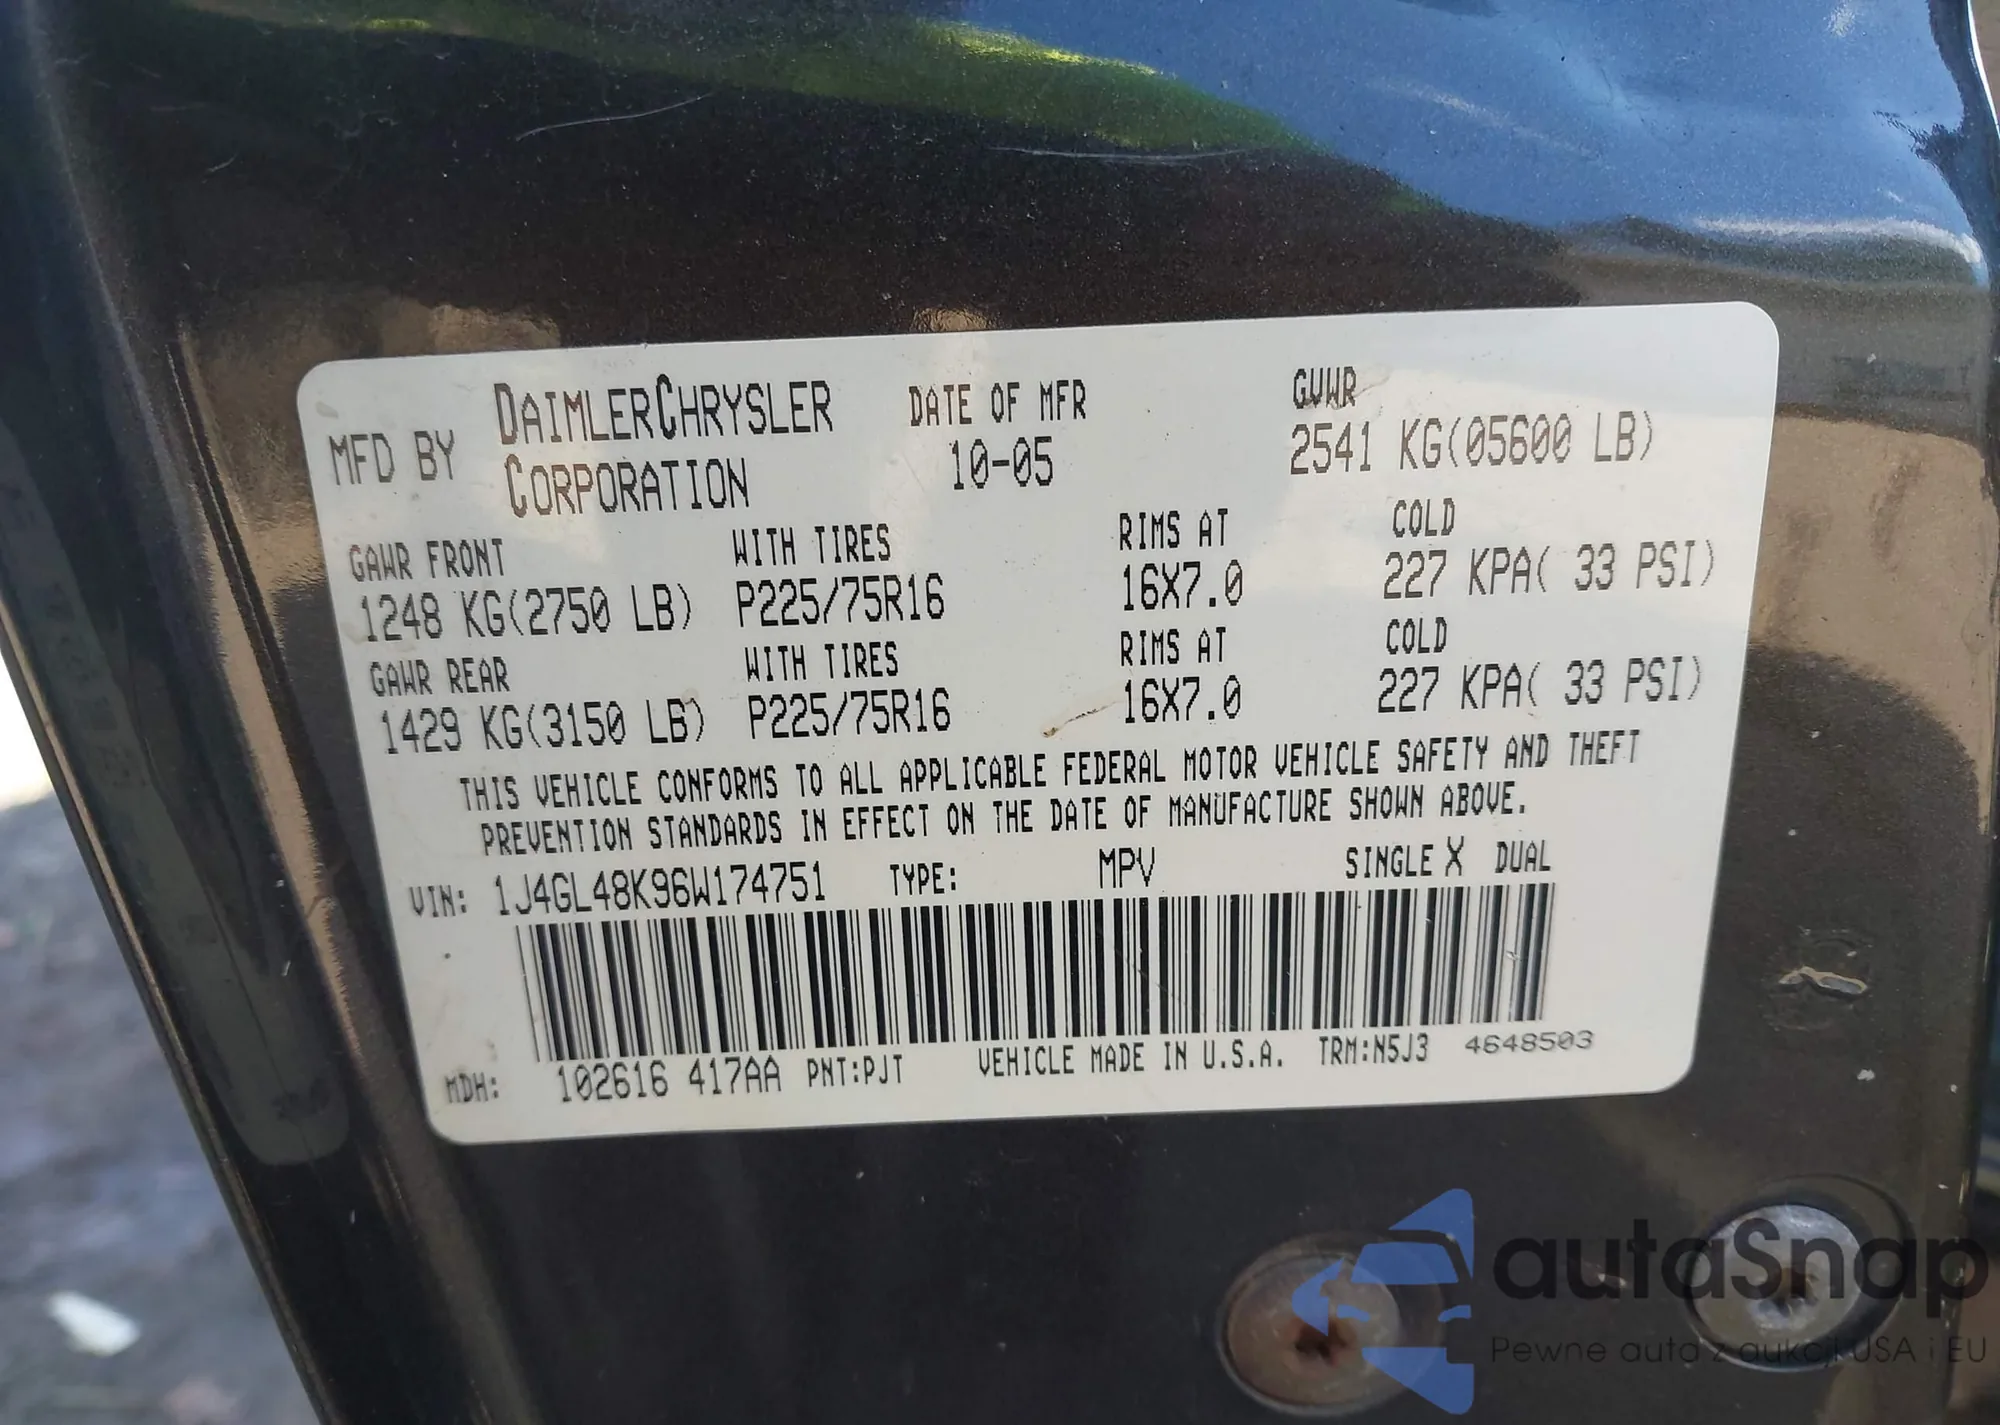 MFD BY DAIMLERCHRYSLER CORPORATION DATE OF MFR 10-05 GVWR 2541 KG(05600 LB)
GAWR FRONT WITH TIRES RIMS AT COLD
1248 KG(2750 LB) P225/75R16 16X7.0 227 KPA( 33 PSI)
GAWR REAR WITH TIRES RIMS AT COLD
1429 KG(3150 LB) P225/75R16 16X7.0 227 KPA( 33 PSI)
THIS VEHICLE CONFORMS TO ALL APPLICABLE FEDERAL MOTOR VEHICLE SAFETY AND THEFT
PREVENTION STANDARDS IN EFFECT ON THE DATE OF MANUFACTURE SHOWN ABOVE.
VIN: 1J4GL48K96W174751 TYPE: MPV SINGLE X DUAL
MDH: 102616 417AA PNT:PJT VEHICLE MADE IN U.S.A. TRM:N5J3 4648503
autaSnap
Pewne auta z aukcji USA i EU